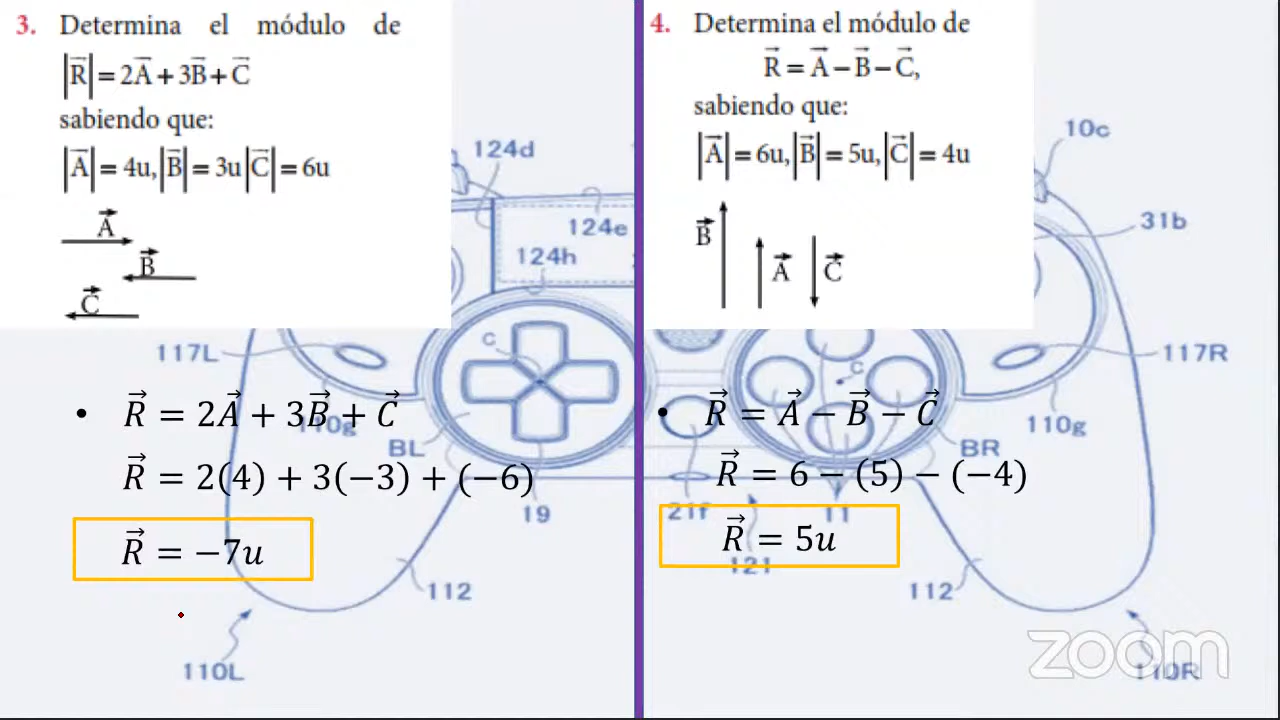 3. Determina el módulo de
|R⃗| = 2A⃗ + 3B⃗ + C⃗
sabiendo que:
|A⃗| = 4u, |B⃗| = 3u |C⃗| = 6u
A⃗
B⃗
C⃗
• R⃗ = 2A⃗ + 3B⃗ + C⃗
R⃗ = 2(4) + 3(−3) + (−6)
R⃗ = −7u
4. Determina el módulo de
R⃗ = A⃗ − B⃗ − C⃗,
sabiendo que:
|A⃗| = 6u, |B⃗| = 5u, |C⃗| = 4u
B⃗
A⃗
C⃗
• R⃗ = A⃗ − B⃗ − C⃗
R⃗ = 6 − (5) − (−4)
R⃗ = 5u
124d
124e
124h
10c
31b
117L
C
C
117R
110g
BL
BR
110g
19
21f
11
121
112
112
110L
110R
zoom